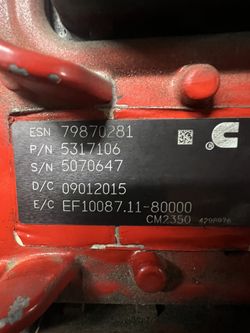 ESN 79870281
P/N 5317106
S/N 5070647
D/C 09012015
E/C EF10087.11-80000
CM2350